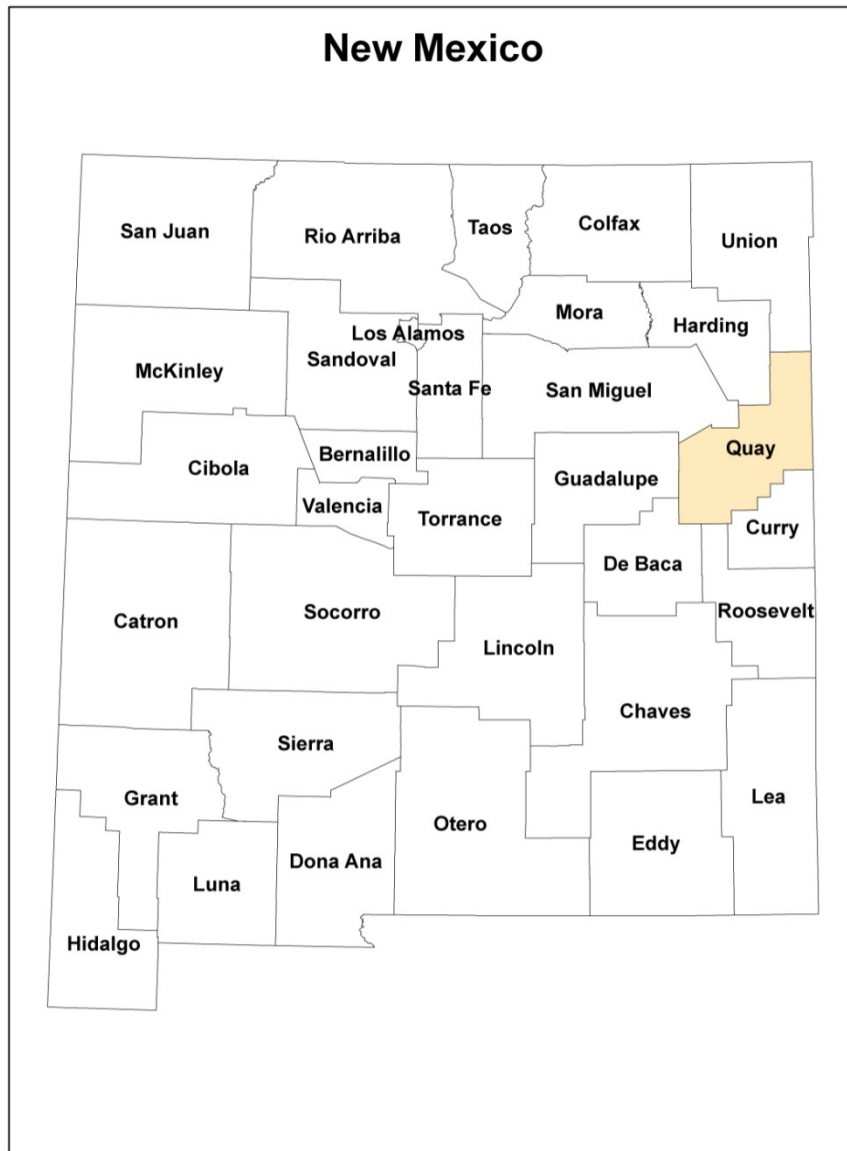 New Mexico
San Juan
Rio Arriba
Taos
Colfax
Union
Mora
Harding
Los Alamos
Sandoval
McKinley
Santa Fe
San Miguel
Quay
Bernalillo
Cibola
Guadalupe
Valencia
Torrance
Curry
De Baca
Roosevelt
Catron
Socorro
Lincoln
Chaves
Sierra
Grant
Lea
Otero
Eddy
Dona Ana
Luna
Hidalgo